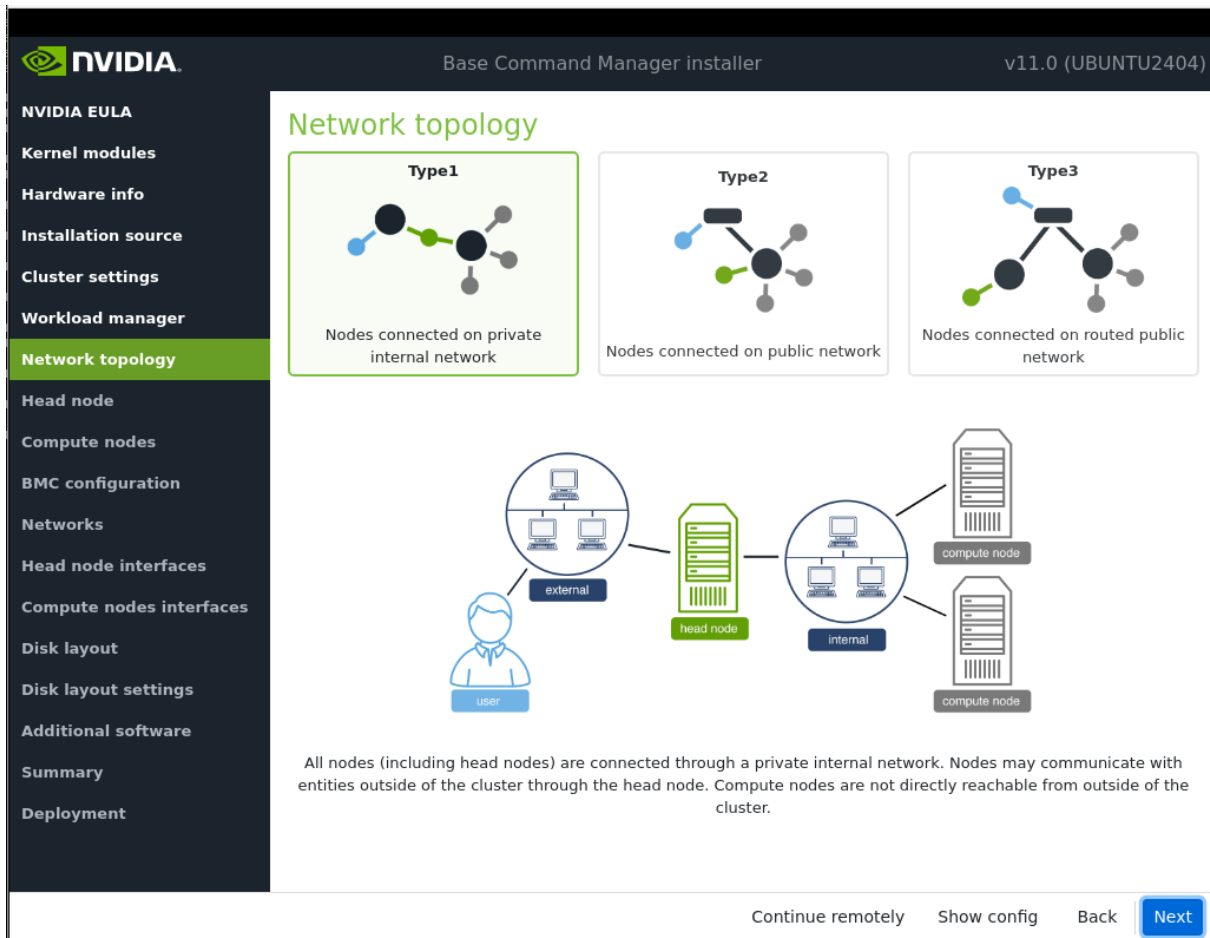 NVIDIA.
Base Command Manager installer
v11.0 (UBUNTU2404)
NVIDIA EULA
Kernel modules
Hardware info
Installation source
Cluster settings
Workload manager
Network topology
Head node
Compute nodes
BMC configuration
Networks
Head node interfaces
Compute nodes interfaces
Disk layout
Disk layout settings
Additional software
Summary
Deployment
Network topology
Type1
Nodes connected on private
internal network
Type2
Nodes connected on public network
Type3
Nodes connected on routed public
network
external
user
head node
internal
compute node
compute node
All nodes (including head nodes) are connected through a private internal network. Nodes may communicate with
entities outside of the cluster through the head node. Compute nodes are not directly reachable from outside of the
cluster.
Continue remotely
Show config
Back
Next